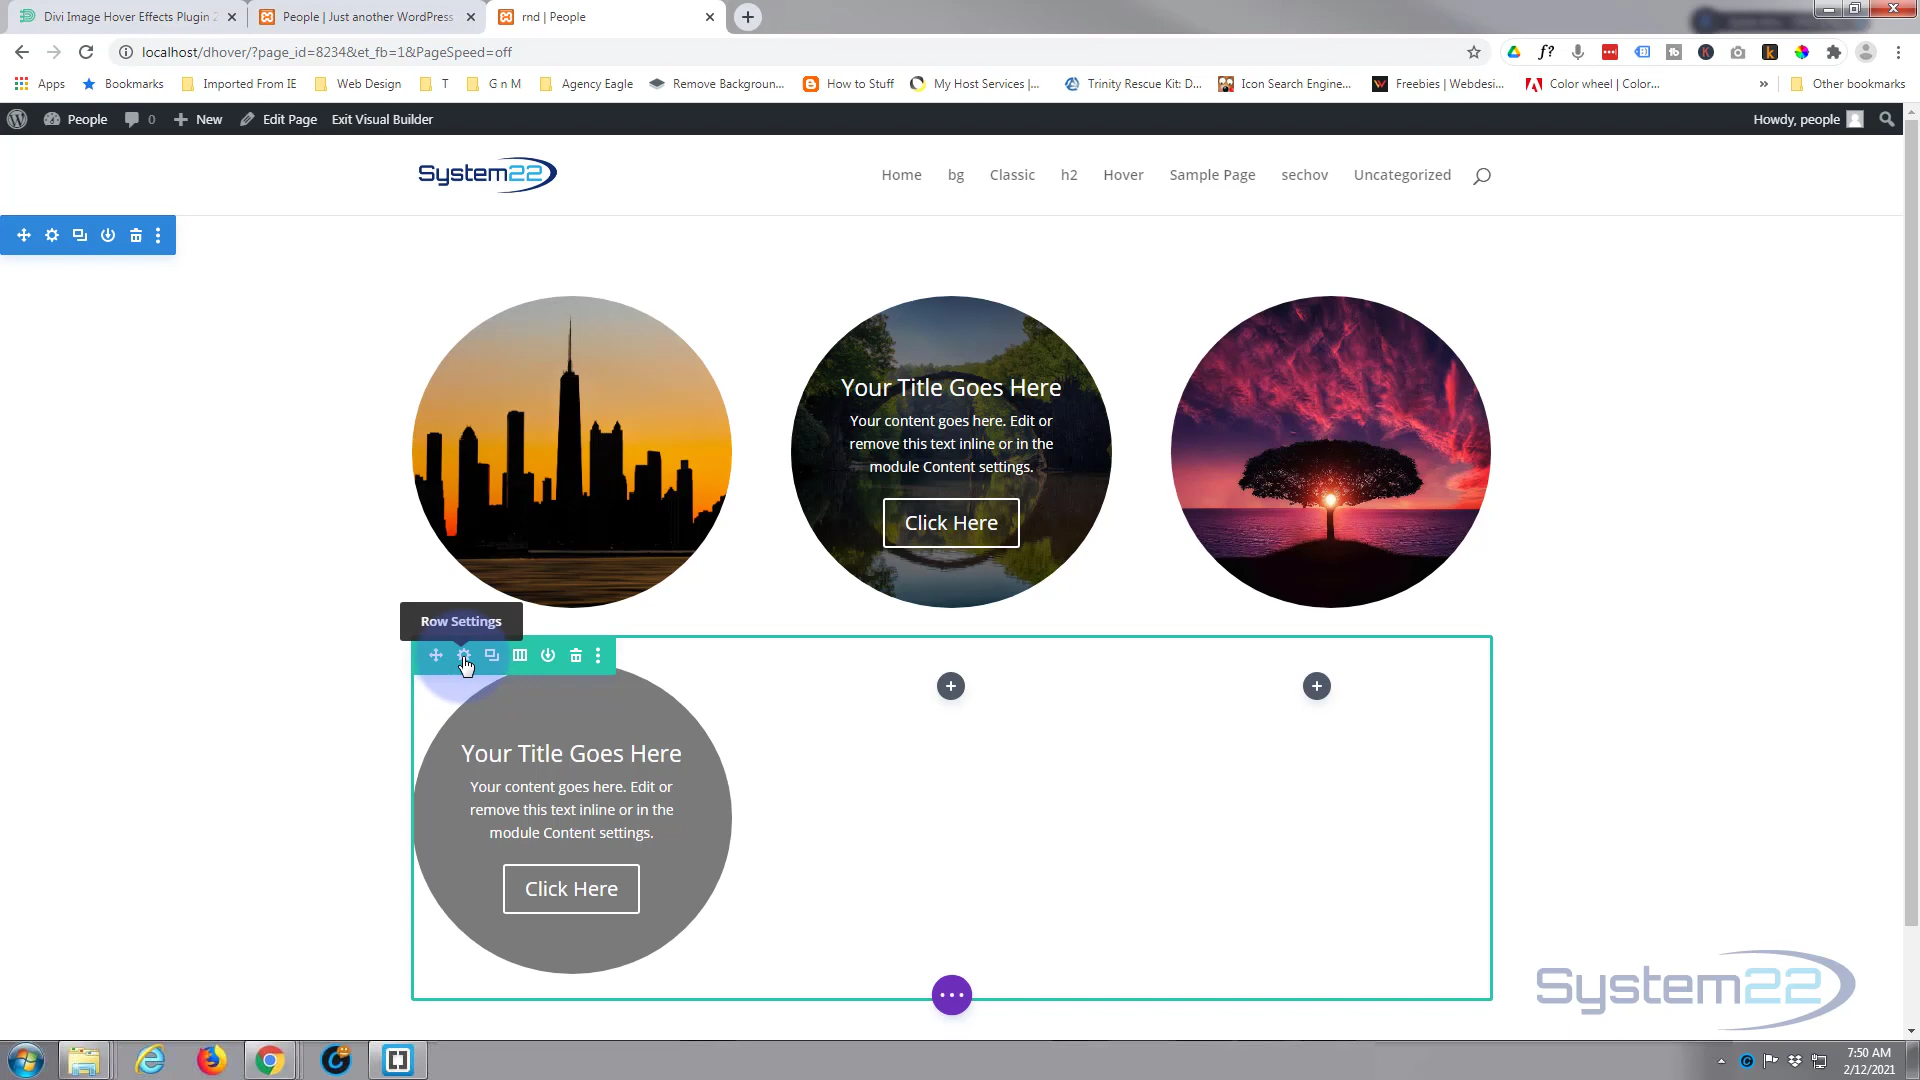 Divi Image Hover Effects Plugin 2
People | Just another WordPress
rnd | People
localhost/dhover/?page_id=8234&et_fb=1&PageSpeed=off
Apps
Bookmarks
Imported From IE
Web Design
T
G n M
Agency Eagle
Remove Backgroun...
How to Stuff
My Host Services |...
Trinity Rescue Kit: D...
Icon Search Engine...
Freebies | Webdesi...
Color wheel | Color...
»
Other bookmarks
People
0
New
Edit Page
Exit Visual Builder
Howdy, people
System22
Home
bg
Classic
h2
Hover
Sample Page
sechov
Uncategorized
Your Title Goes Here
Your content goes here. Edit or
remove this text inline or in the
module Content settings.
Click Here
Row Settings
Your Title Goes Here
Your content goes here. Edit or
remove this text inline or in the
module Content settings.
Click Here
System22
7:50 AM
2/12/2021